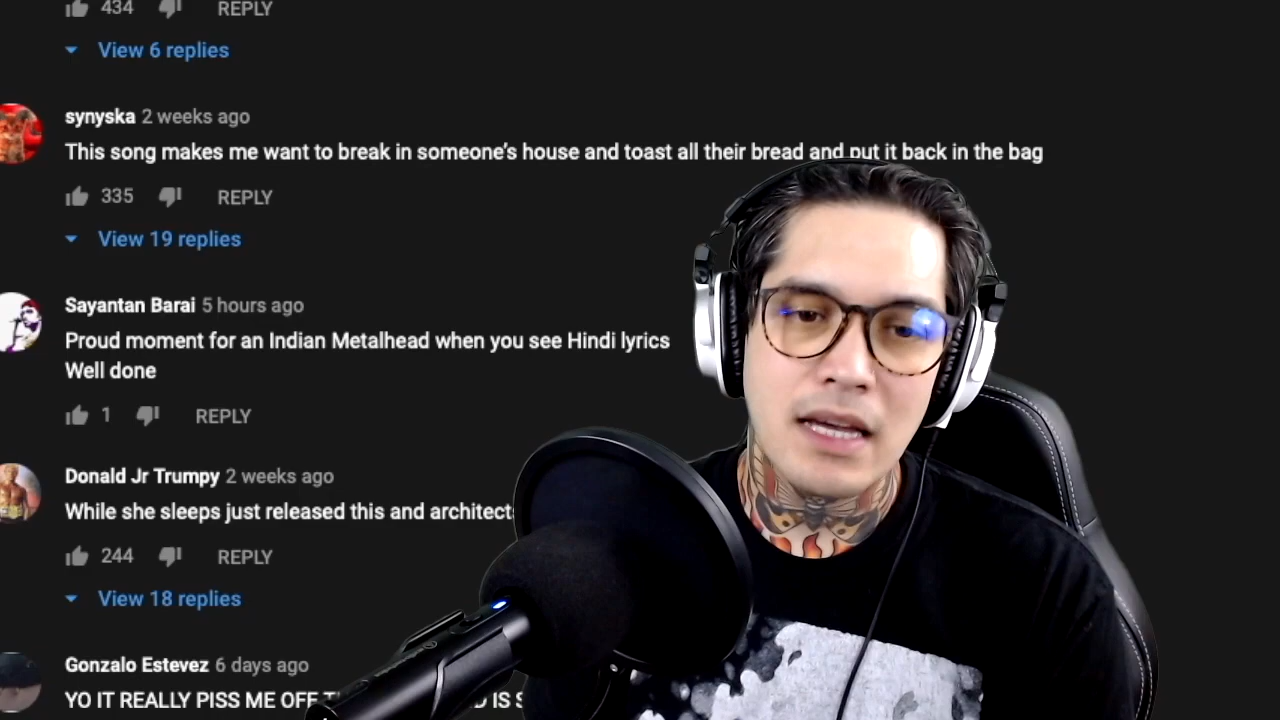 434 REPLY
View 6 replies
synyska 2 weeks ago
This song makes me want to break in someone's house and toast all their bread and put it back in the bag
335 REPLY
View 19 replies
Sayantan Barai 5 hours ago
Proud moment for an Indian Metalhead when you see Hindi lyrics
Well done
1 REPLY
Donald Jr Trumpy 2 weeks ago
While she sleeps just released this and architects
244 REPLY
View 18 replies
Gonzalo Estevez 6 days ago
YO IT REALLY PISS ME OFF IS